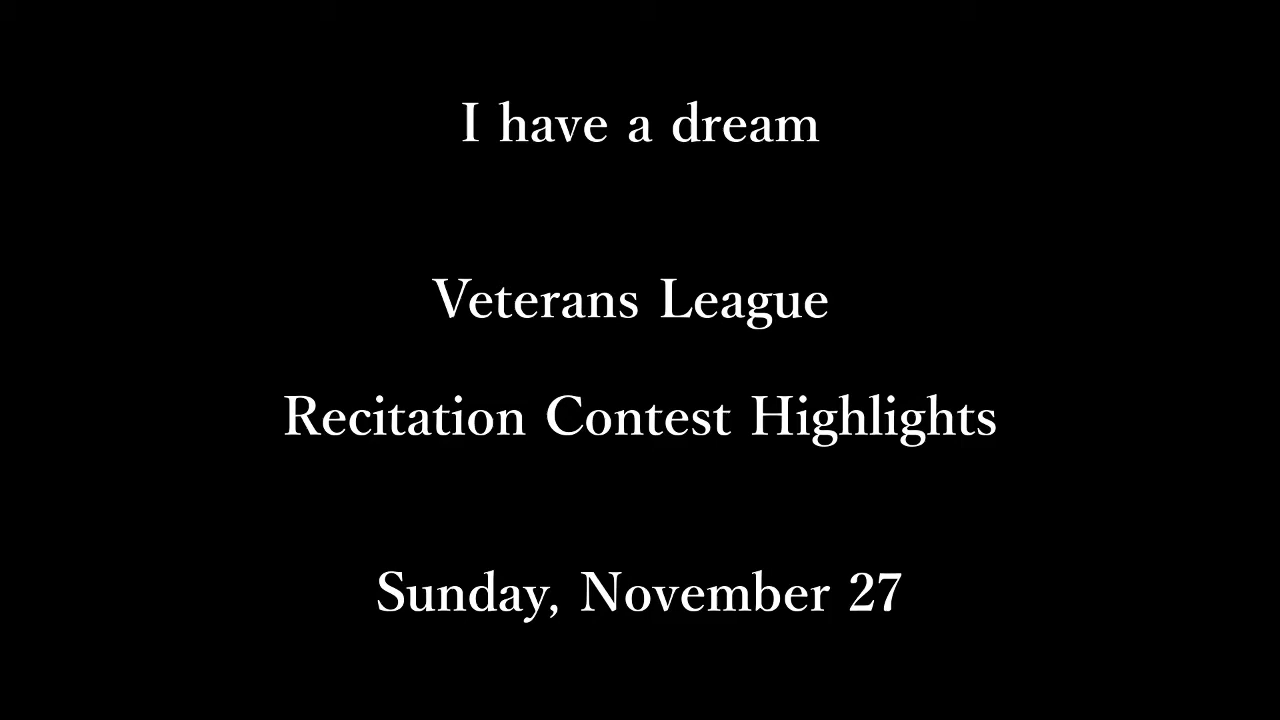 I have a dream
Veterans League
Recitation Contest Highlights
Sunday, November 27